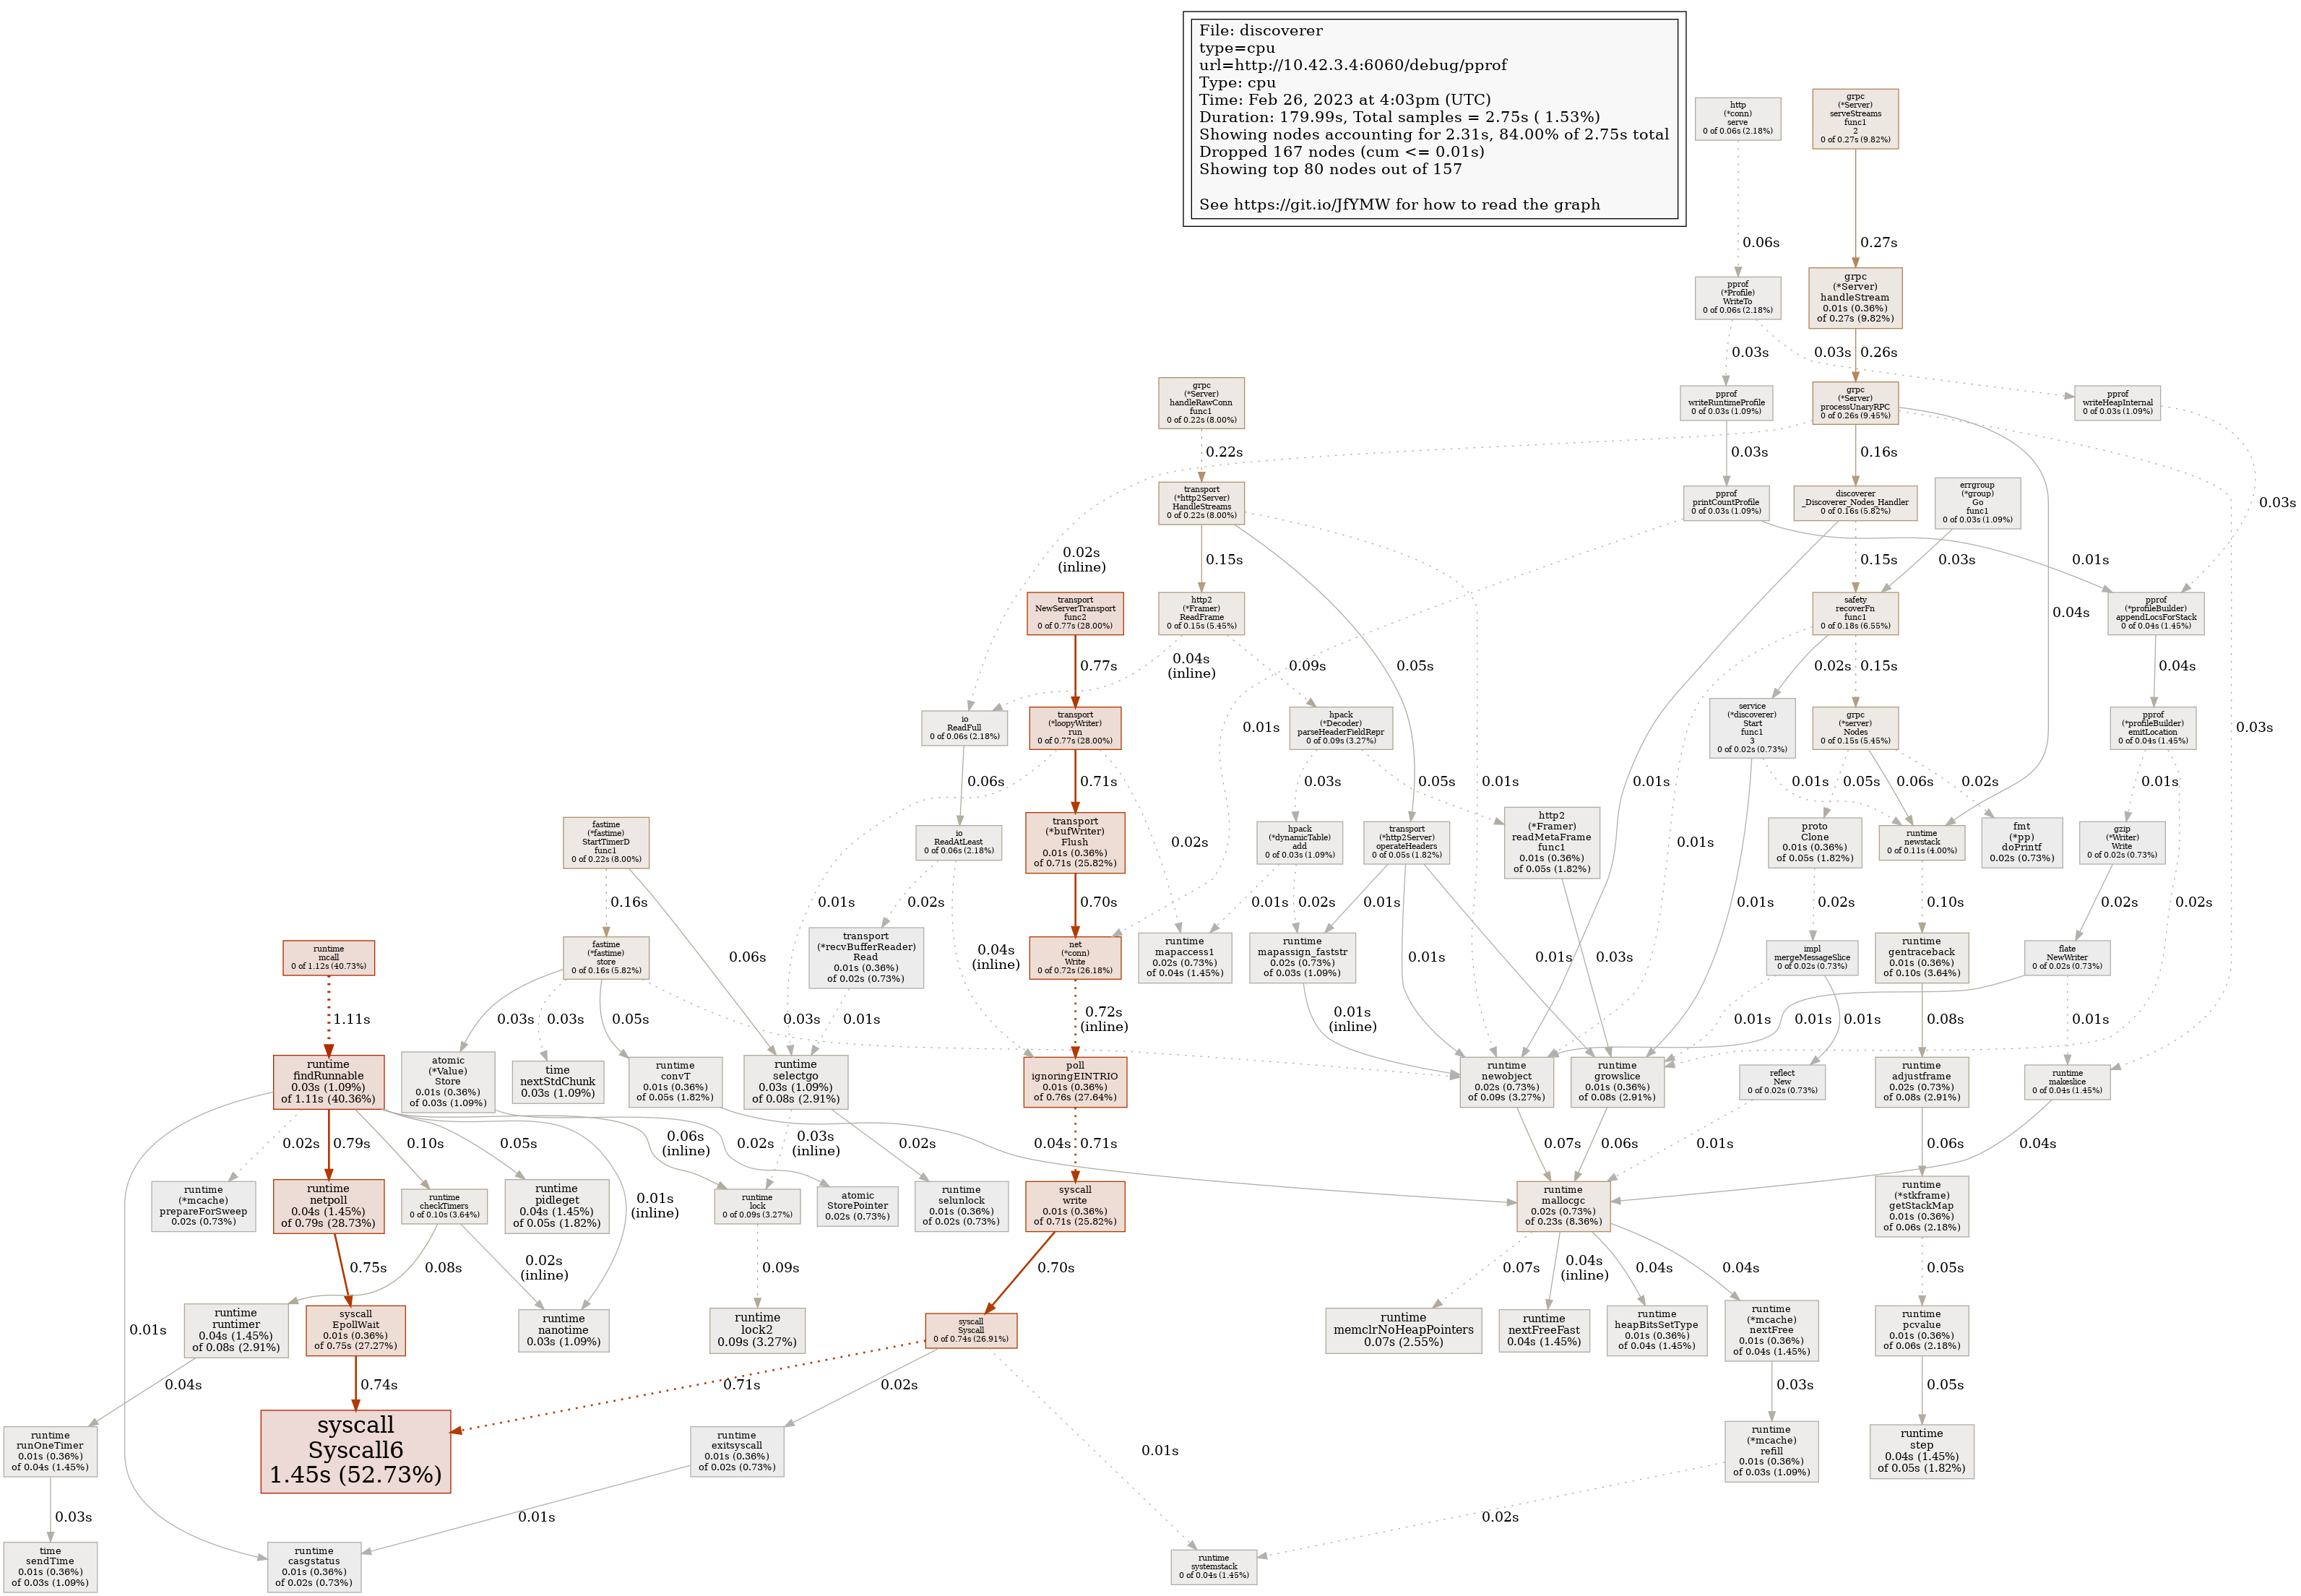 File: discoverer
type=cpu
url=http://10.42.3.4:6060/debug/pprof
Type: cpu
Time: Feb 26, 2023 at 4:03pm (UTC)
Duration: 179.99s, Total samples = 2.75s ( 1.53%)
Showing nodes accounting for 2.31s, 84.00% of 2.75s total
Dropped 167 nodes (cum <= 0.01s)
Showing top 80 nodes out of 157
See https://git.io/JfYMW for how to read the graph
http
(*conn)
serve
0 of 0.06s (2.18%)
grpc
(*Server)
serveStreams
func1
2
0 of 0.27s (9.82%)
0.06s
0.27s
pprof
(*Profile)
WriteTo
0 of 0.06s (2.18%)
grpc
(*Server)
handleStream
0.01s (0.36%)
of 0.27s (9.82%)
0.03s
0.03s
0.26s
grpc
(*Server)
handleRawConn
func1
0 of 0.22s (8.00%)
pprof
writeRuntimeProfile
0 of 0.03s (1.09%)
grpc
(*Server)
processUnaryRPC
0 of 0.26s (9.45%)
pprof
writeHeapInternal
0 of 0.03s (1.09%)
0.22s
0.03s
0.16s
transport
(*http2Server)
HandleStreams
0 of 0.22s (8.00%)
pprof
printCountProfile
0 of 0.03s (1.09%)
discoverer
_Discoverer_Nodes_Handler
0 of 0.16s (5.82%)
errgroup
(*group)
Go
func1
0 of 0.03s (1.09%)
0.03s
0.02s
(inline)
0.15s
0.15s
0.03s
0.01s
transport
NewServerTransport
func2
0 of 0.77s (28.00%)
http2
(*Framer)
ReadFrame
0 of 0.15s (5.45%)
safety
recoverFn
func1
0 of 0.18s (6.55%)
0.04s
pprof
(*profileBuilder)
appendLocsForStack
0 of 0.04s (1.45%)
0.77s
0.04s
(inline)
0.09s
0.05s
0.02s
0.15s
0.04s
io
ReadFull
0 of 0.06s (2.18%)
transport
(*loopyWriter)
run
0 of 0.77s (28.00%)
0.01s
hpack
(*Decoder)
parseHeaderFieldRepr
0 of 0.09s (3.27%)
service
(*discoverer)
Start
func1
3
0 of 0.02s (0.73%)
grpc
(*server)
Nodes
0 of 0.15s (5.45%)
pprof
(*profileBuilder)
emitLocation
0 of 0.04s (1.45%)
0.03s
0.06s
0.71s
0.03s
0.05s
0.01s
0.01s
0.01s
0.05s
0.06s
0.02s
0.01s
fastime
(*fastime)
StartTimerD
func1
0 of 0.22s (8.00%)
io
ReadAtLeast
0 of 0.06s (2.18%)
transport
(*bufWriter)
Flush
0.01s (0.36%)
of 0.71s (25.82%)
0.02s
hpack
(*dynamicTable)
add
0 of 0.03s (1.09%)
transport
(*http2Server)
operateHeaders
0 of 0.05s (1.82%)
http2
(*Framer)
readMetaFrame
func1
0.01s (0.36%)
of 0.05s (1.82%)
0.01s
proto
Clone
0.01s (0.36%)
of 0.05s (1.82%)
runtime
newstack
0 of 0.11s (4.00%)
fmt
(*pp)
doPrintf
0.02s (0.73%)
gzip
(*Writer)
Write
0 of 0.02s (0.73%)
0.16s
0.01s
0.02s
0.70s
0.01s
0.02s
0.01s
0.01s
0.02s
0.10s
0.02s
0.02s
runtime
mcall
0 of 1.12s (40.73%)
fastime
(*fastime)
store
0 of 0.16s (5.82%)
0.06s
transport
(*recvBufferReader)
Read
0.01s (0.36%)
of 0.02s (0.73%)
0.04s
(inline)
net
(*conn)
Write
0 of 0.72s (26.18%)
runtime
mapaccess1
0.02s (0.73%)
of 0.04s (1.45%)
runtime
mapassign_faststr
0.02s (0.73%)
of 0.03s (1.09%)
0.01s
0.01s
0.03s
impl
mergeMessageSlice
0 of 0.02s (0.73%)
runtime
gentraceback
0.01s (0.36%)
of 0.10s (3.64%)
flate
NewWriter
0 of 0.02s (0.73%)
1.11s
0.03s
0.03s
0.05s
0.03s
0.01s
0.72s
(inline)
0.01s
(inline)
0.01s
0.01s
0.01s
0.08s
0.01s
runtime
findRunnable
0.03s (1.09%)
of 1.11s (40.36%)
atomic
(*Value)
Store
0.01s (0.36%)
of 0.03s (1.09%)
time
nextStdChunk
0.03s (1.09%)
runtime
convT
0.01s (0.36%)
of 0.05s (1.82%)
runtime
selectgo
0.03s (1.09%)
of 0.08s (2.91%)
poll
ignoringEINTRIO
0.01s (0.36%)
of 0.76s (27.64%)
runtime
newobject
0.02s (0.73%)
of 0.09s (3.27%)
runtime
growslice
0.01s (0.36%)
of 0.08s (2.91%)
reflect
New
0 of 0.02s (0.73%)
runtime
adjustframe
0.02s (0.73%)
of 0.08s (2.91%)
runtime
makeslice
0 of 0.04s (1.45%)
0.02s
0.79s
0.10s
0.05s
0.06s
(inline)
0.02s
0.03s
(inline)
0.02s
0.04s
0.71s
0.07s
0.06s
0.01s
0.06s
0.04s
runtime
(*mcache)
prepareForSweep
0.02s (0.73%)
runtime
netpoll
0.04s (1.45%)
of 0.79s (28.73%)
runtime
checkTimers
0 of 0.10s (3.64%)
runtime
pidleget
0.04s (1.45%)
of 0.05s (1.82%)
0.01s
(inline)
runtime
lock
0 of 0.09s (3.27%)
atomic
StorePointer
0.02s (0.73%)
runtime
selunlock
0.01s (0.36%)
of 0.02s (0.73%)
syscall
write
0.01s (0.36%)
of 0.71s (25.82%)
runtime
mallocgc
0.02s (0.73%)
of 0.23s (8.36%)
runtime
(*stkframe)
getStackMap
0.01s (0.36%)
of 0.06s (2.18%)
0.75s
0.08s
0.02s
(inline)
0.09s
0.70s
0.07s
0.04s
(inline)
0.04s
0.04s
0.05s
0.01s
runtime
runtimer
0.04s (1.45%)
of 0.08s (2.91%)
syscall
EpollWait
0.01s (0.36%)
of 0.75s (27.27%)
runtime
nanotime
0.03s (1.09%)
runtime
lock2
0.09s (3.27%)
syscall
Syscall
0 of 0.74s (26.91%)
runtime
memclrNoHeapPointers
0.07s (2.55%)
runtime
nextFreeFast
0.04s (1.45%)
runtime
heapBitsSetType
0.01s (0.36%)
of 0.04s (1.45%)
runtime
(*mcache)
nextFree
0.01s (0.36%)
of 0.04s (1.45%)
runtime
pcvalue
0.01s (0.36%)
of 0.06s (2.18%)
0.04s
0.74s
0.71s
0.02s
0.03s
0.05s
runtime
runOneTimer
0.01s (0.36%)
of 0.04s (1.45%)
syscall
Syscall6
1.45s (52.73%)
runtime
exitsyscall
0.01s (0.36%)
of 0.02s (0.73%)
0.01s
runtime
(*mcache)
refill
0.01s (0.36%)
of 0.03s (1.09%)
runtime
step
0.04s (1.45%)
of 0.05s (1.82%)
0.03s
0.01s
0.02s
time
sendTime
0.01s (0.36%)
of 0.03s (1.09%)
runtime
casgstatus
0.01s (0.36%)
of 0.02s (0.73%)
runtime
systemstack
0 of 0.04s (1.45%)